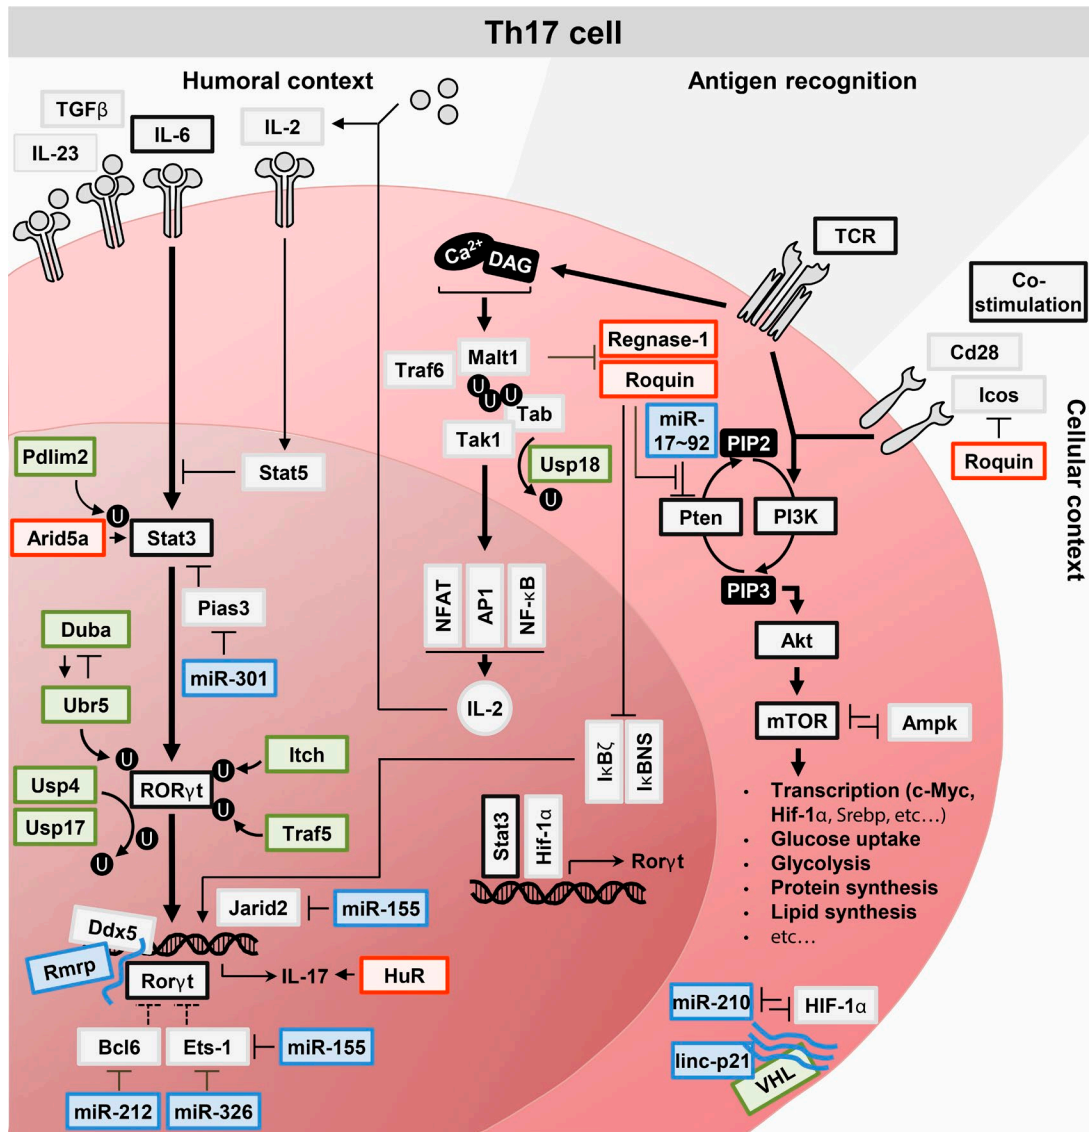 Th17 cell
Humoral context
Antigen recognition
TGFβ
IL-6
IL-2
IL-23
TCR
Ca2+
DAG
Co-
stimulation
Cd28
Icos
Roquin
Cellular context
Regnase-1
Roquin
Malt1
Traf6
U
U
U
Tab
Tak1
miR-
17~92
PIP2
Usp18
U
Pdlim2
Stat5
U
Arid5a
Stat3
Pten
PI3K
PIP3
NFAT
AP1
NF-κB
Pias3
Duba
Akt
miR-301
Ubr5
IL-2
mTOR
Ampk
U
Itch
U
IκBζ
IκBNS
Usp4
RORγt
Usp17
U
U
Traf5
U
Stat3
Hif-1α
Rorγt
• Transcription (c-Myc,
Hif-1α, Srebp, etc...)
• Glucose uptake
• Glycolysis
• Protein synthesis
• Lipid synthesis
• etc...
Jarid2
miR-155
Ddx5
Rmrp
Rorγt
IL-17
HuR
miR-210
HIF-1α
Bcl6
Ets-1
miR-155
linc-p21
VHL
miR-212
miR-326